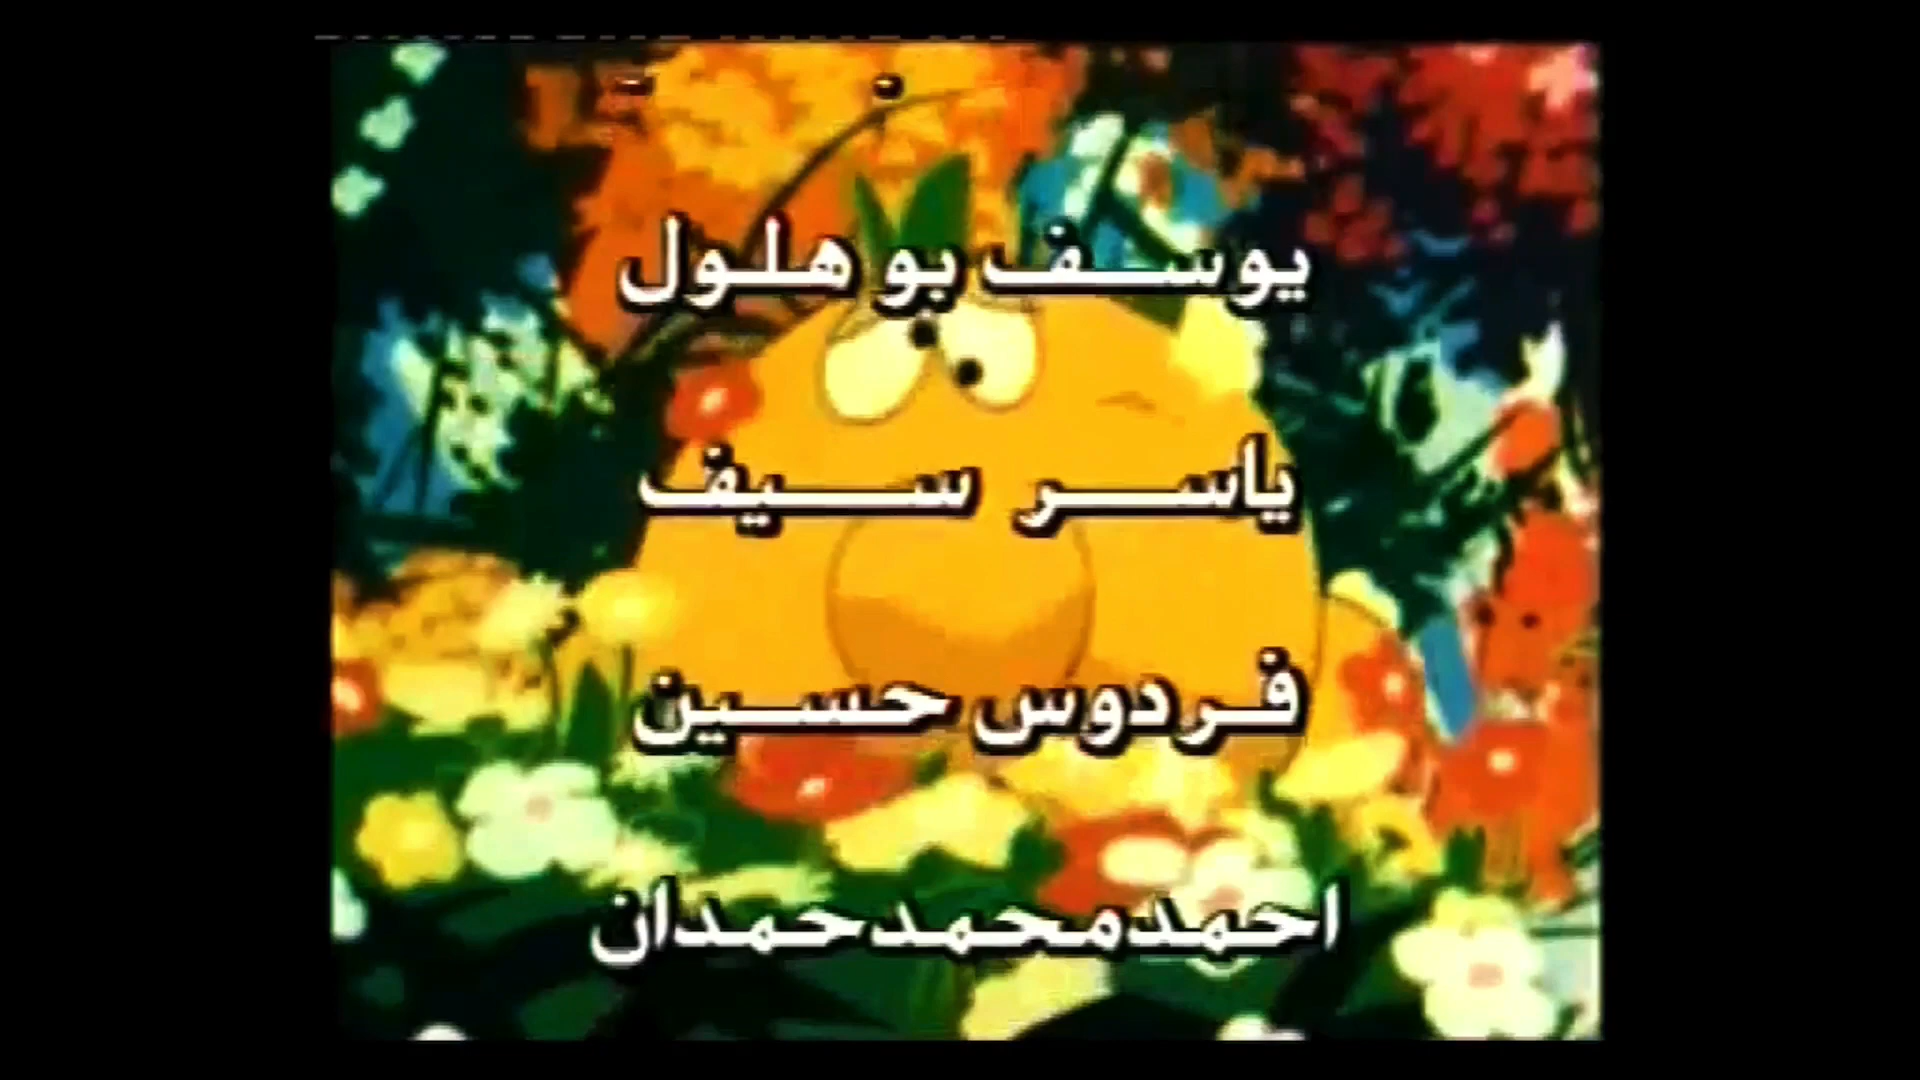 يوسف بو هلول
ياسر سيف
فردوس حسين
احمد محمد حمدان